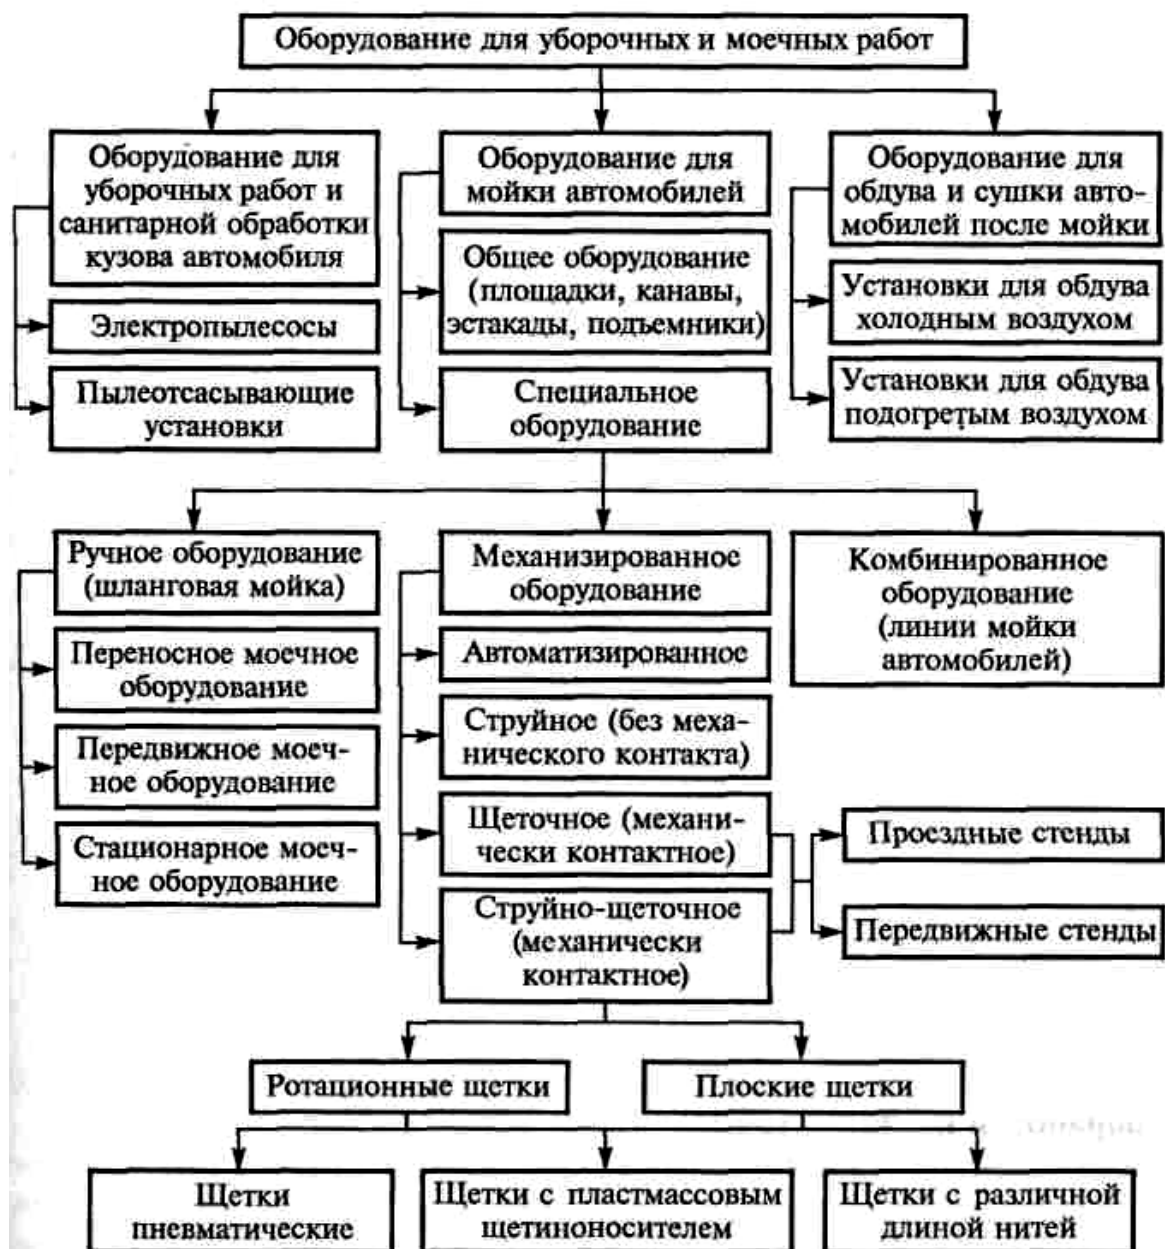 Оборудование для уборочных и моечных работ
Оборудование для
уборочных работ и
санитарной обработки
кузова автомобиля
Электропылесосы
Пылеотсасывающие
установки
Оборудование для
мойки автомобилей
Общее оборудование
(площадки, канавы,
эстакады, подъемники)
Специальное
оборудование
Оборудование для
обдува и сушки авто-
мобилей после мойки
Установки для обдува
холодным воздухом
Установки для обдува
подогретым воздухом
Ручное оборудование
(шланговая мойка)
Переносное моечное
оборудование
Передвижное моеч-
ное оборудование
Стационарное моеч-
ное оборудование
Механизированное
оборудование
Автоматизированное
Струйное (без меха-
нического контакта)
Щеточное (механи-
чески контактное)
Струйно-щеточное
(механически
контактное)
Комбинированное
оборудование
(линии мойки
автомобилей)
Проездные стенды
Передвижные стенды
Ротационные щетки
Плоские щетки
Щетки
пневматические
Щетки с пластмассовым
щетиноносителем
Щетки с различной
длиной нитей